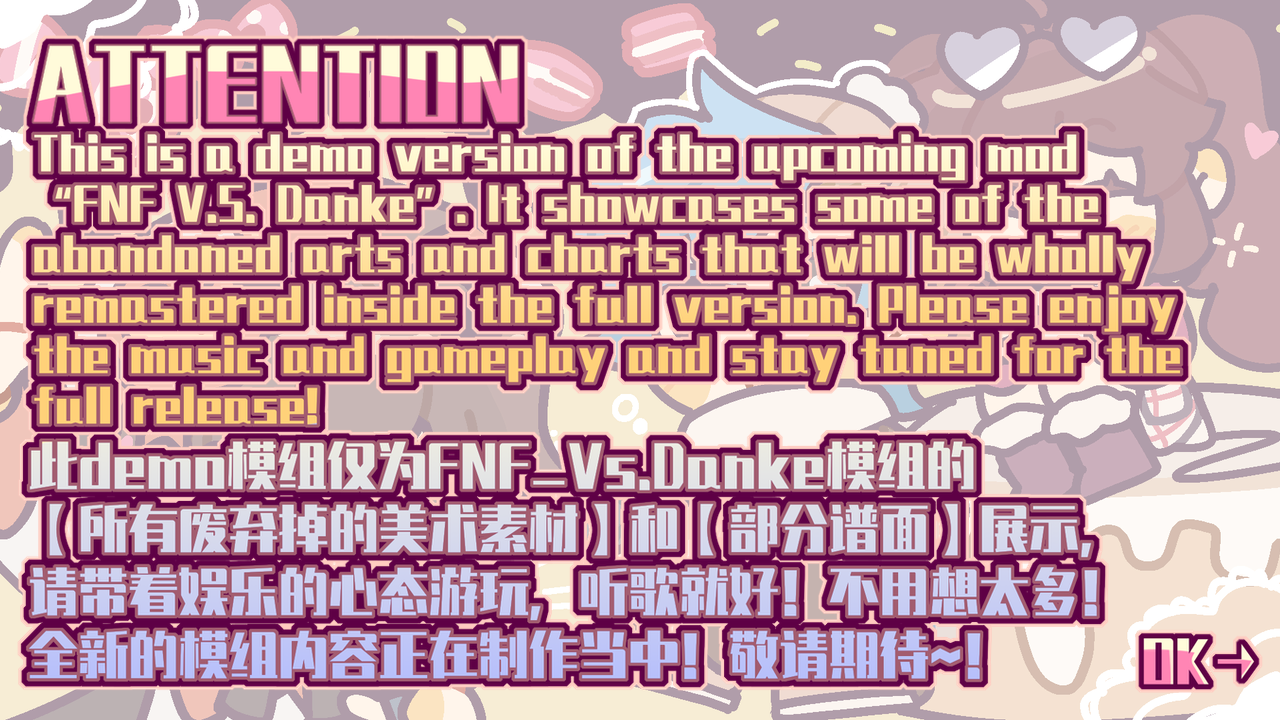 ATTENTION
This is a demo version of the upcoming mod
“FNF V.S. Danke”. It showcases some of the
abandoned arts and charts that will be wholly
remastered inside the full version. Please enjoy
the music and gameplay and stay tuned for the
full release!
此demo模组仅为FNF_Vs.Danke模组的
【所有废弃掉的美术素材】和【部分谱面】展示,
请带着娱乐的心态游玩, 听歌就好! 不用想太多!
全新的模组内容正在制作当中! 敬请期待~!
OK→